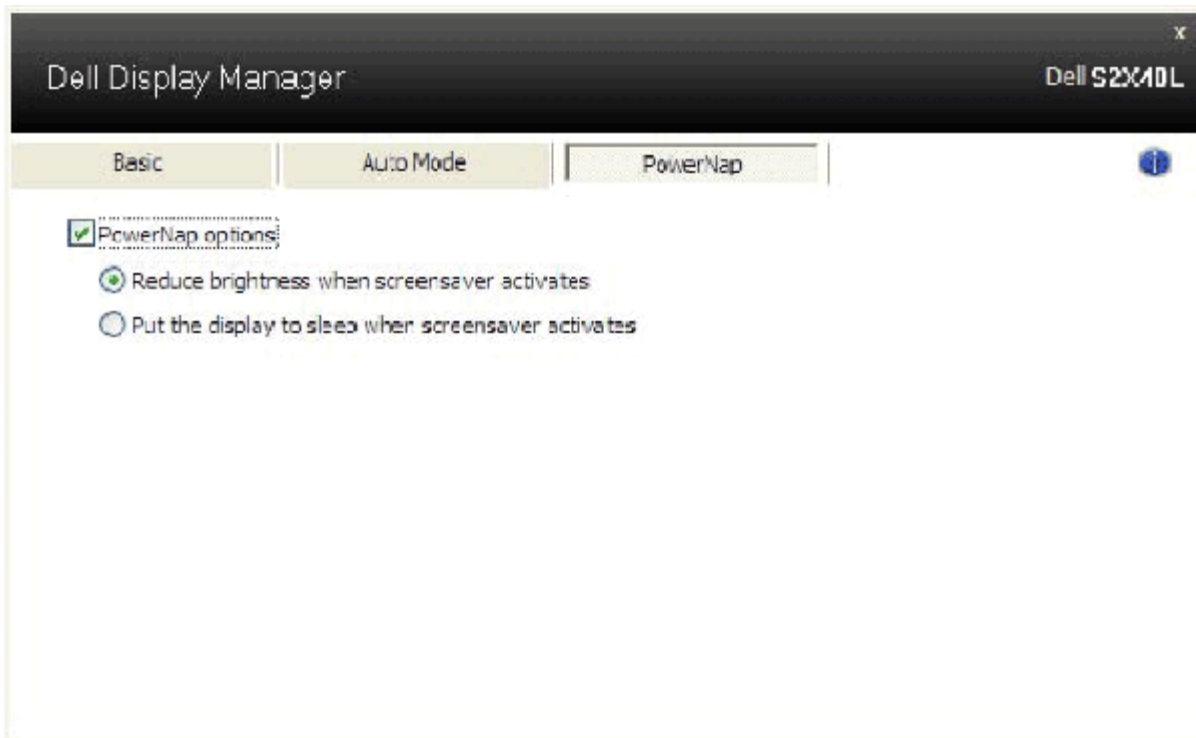 x
Dell Display Manager
Dell S2X40L
Basic
Auto Mode
PowerNap
PowerNap options
Reduce brightness when screensaver activates
Put the display to sleep when screensaver activates